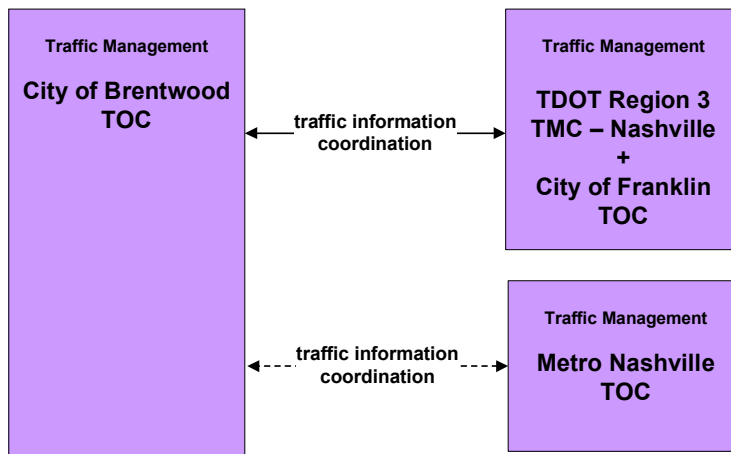 Traffic Management
City of Brentwood
TOC
traffic information
coordination
Traffic Management
TDOT Region 3
TMC – Nashville
+
City of Franklin
TOC
traffic information
coordination
Traffic Management
Metro Nashville
TOC